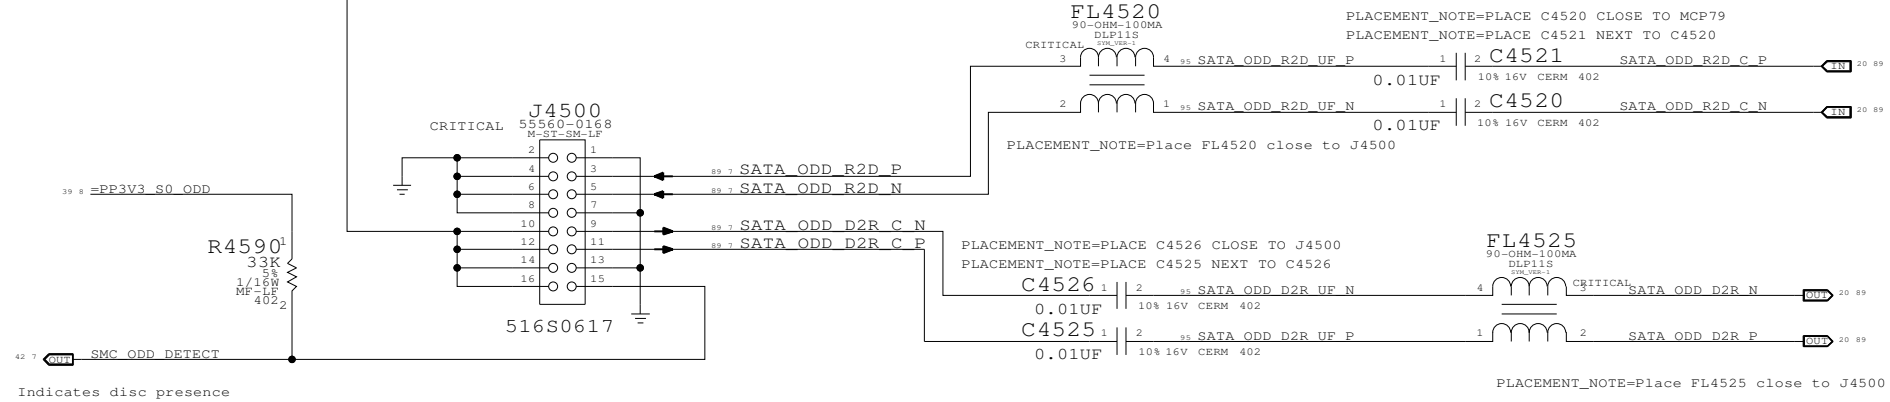 FL4520
90-OHM-100MA
DLP11S
SYM_VER-1
CRITICAL
3
4
2
1
PLACEMENT_NOTE=PLACE C4520 CLOSE TO MCP79
PLACEMENT_NOTE=PLACE C4521 NEXT TO C4520
95 SATA_ODD_R2D_UF_P
1 2 C4521
0.01UF
10% 16V CERM 402
SATA_ODD_R2D_C_P
IN 20 89
95 SATA_ODD_R2D_UF_N
1 2 C4520
0.01UF
10% 16V CERM 402
SATA_ODD_R2D_C_N
IN 20 89
PLACEMENT_NOTE=Place FL4520 close to J4500
J4500
CRITICAL
55560-0168
M-ST-SM-LF
2 1
4 3
6 5
8 7
10 9
12 11
14 13
16 15
516S0617
89 7 SATA_ODD_R2D_P
89 7 SATA_ODD_R2D_N
89 7 SATA_ODD_D2R_C_N
89 7 SATA_ODD_D2R_C_P
39 8 =PP3V3_S0_ODD
R4590
1
33K
5%
1/16W
MF-LF
402
2
42 7 OUT SMC_ODD_DETECT
Indicates disc presence
PLACEMENT_NOTE=PLACE C4526 CLOSE TO J4500
PLACEMENT_NOTE=PLACE C4525 NEXT TO C4526
C4526 1 2
0.01UF
10% 16V CERM 402
95 SATA_ODD_D2R_UF_N
C4525 1 2
0.01UF
10% 16V CERM 402
95 SATA_ODD_D2R_UF_P
FL4525
90-OHM-100MA
DLP11S
SYM_VER-1
CRITICAL
4
3
1
2
SATA_ODD_D2R_N
OUT 20 89
SATA_ODD_D2R_P
OUT 20 89
PLACEMENT_NOTE=Place FL4525 close to J4500